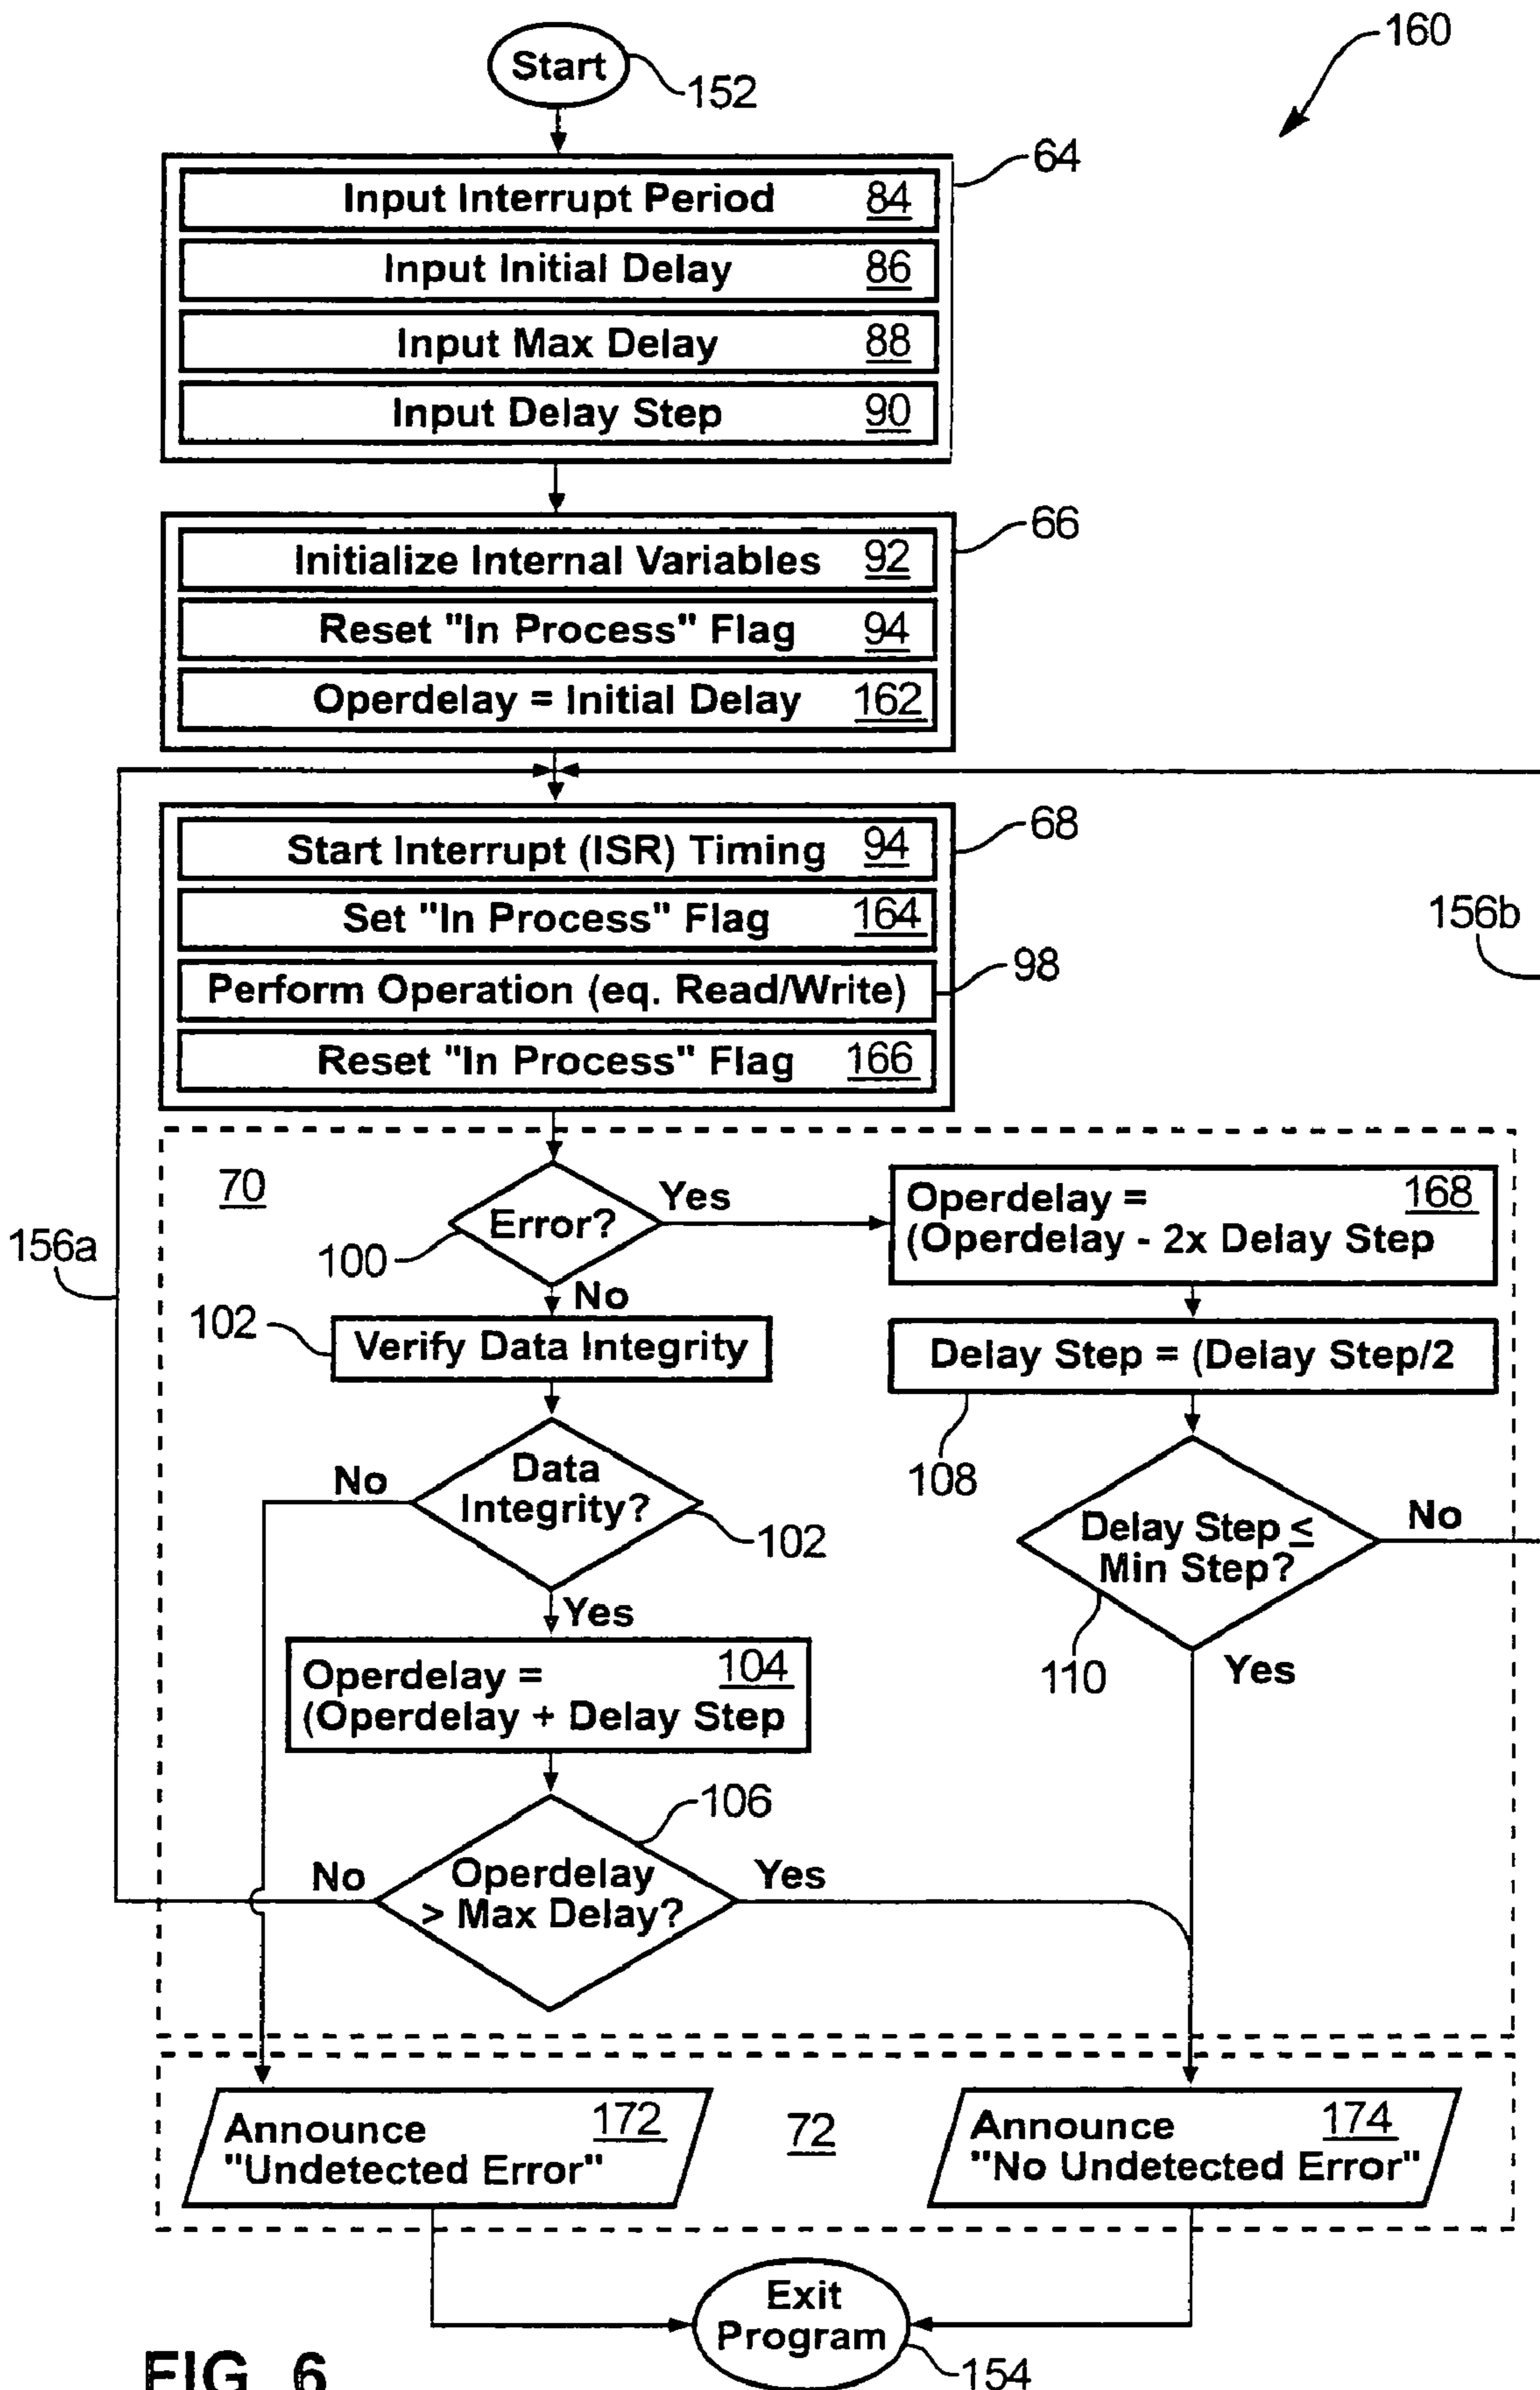 160
Start
152
64
Input Interrupt Period 84
Input Initial Delay 86
Input Max Delay 88
Input Delay Step 90
66
Initialize Internal Variables 92
Reset "In Process" Flag 94
Operdelay = Initial Delay 162
68
Start Interrupt (ISR) Timing 94
Set "In Process" Flag 164
156b
98
Perform Operation (eq. Read/Write)
Reset "In Process" Flag 166
70
Error?
Yes
100
No
Operdelay = 168
(Operdelay - 2x Delay Step
156a
102
Verify Data Integrity
Delay Step = (Delay Step/2
108
No
Data
Integrity?
102
Yes
Delay Step ≤
Min Step?
No
110
Yes
Operdelay = 104
(Operdelay + Delay Step
106
No
Operdelay
> Max Delay?
Yes
Announce 172
"Undetected Error"
72
Announce 174
"No Undetected Error"
Exit
Program
154
FIG. 6